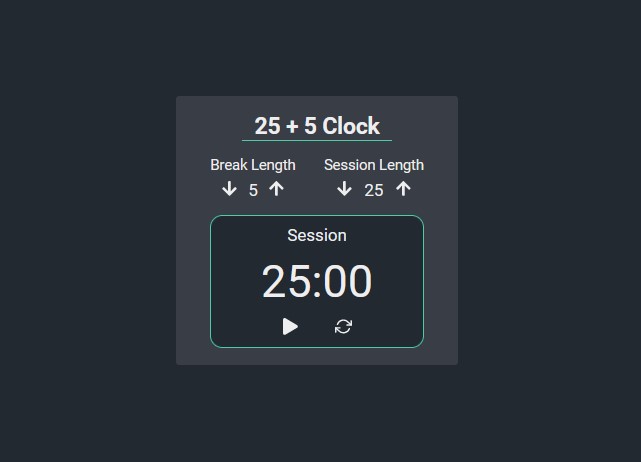 25 + 5 Clock
Break Length
Session Length
5
25
Session
25:00